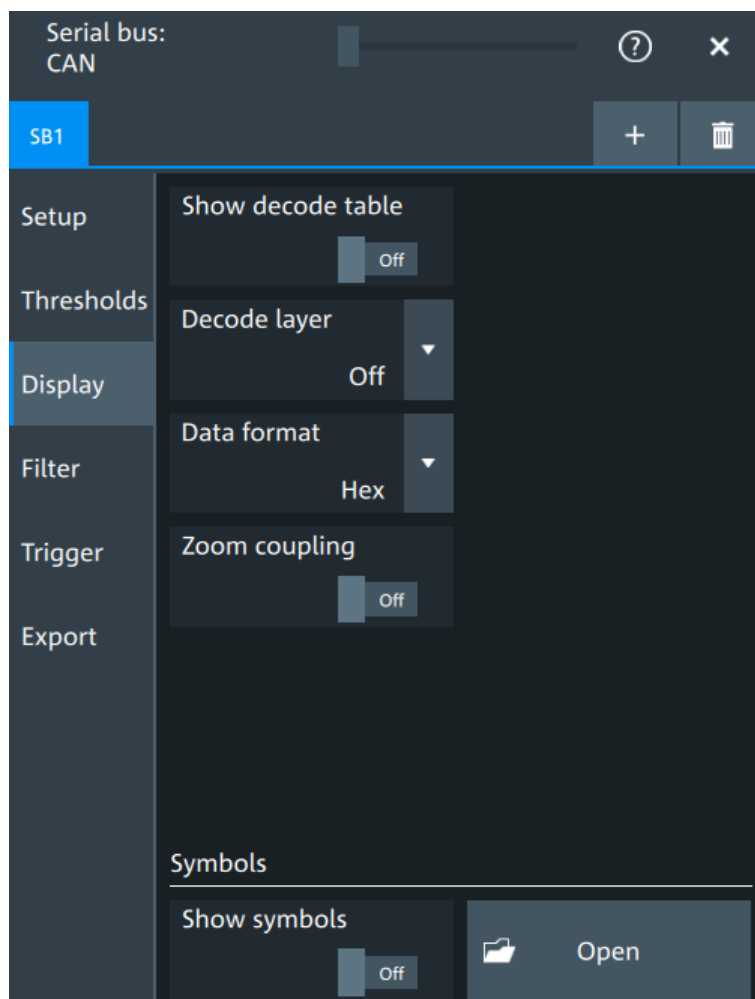 Serial bus:
CAN
?
SB1
+
Setup
Thresholds
Display
Filter
Trigger
Export
Show decode table
Off
Decode layer
Off
Data format
Hex
Zoom coupling
Off
Symbols
Show symbols
Off
Open